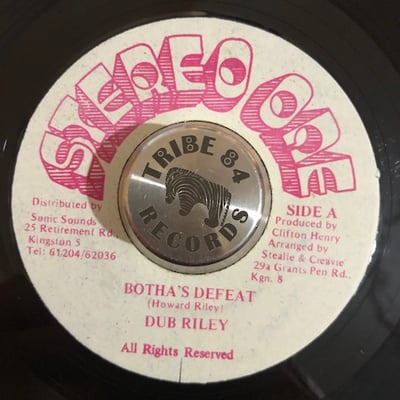 STEREO ONE
TRIBE 84
RECORDS
Distributed by
Sonic Sounds
25 Retirement Rd.,
Kingston 5
Tel: 61204/62036
SIDE A
Produced by
Clifton Henry
Arranged by
Stealie & Creavie
29a Grants Pen Rd.,
Kgn. 8
BOTHA'S DEFEAT
(Howard Riley)
DUB RILEY
All Rights Reserved